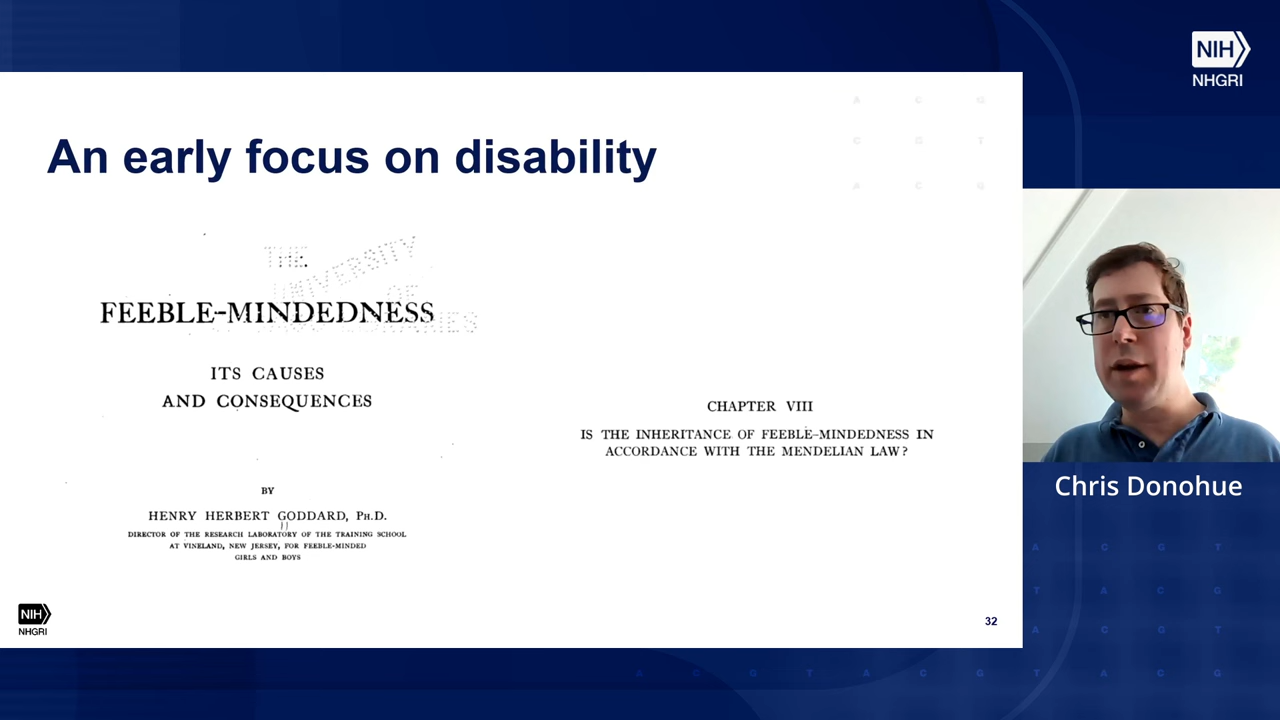 NIH
NHGRI
An early focus on disability
THE
UNIVERSITY
OF
FEEBLE-MINDEDNESS
ITS CAUSES
AND CONSEQUENCES
BY
HENRY HERBERT GODDARD, PH.D.
DIRECTOR OF THE RESEARCH LABORATORY OF THE TRAINING SCHOOL
AT VINELAND, NEW JERSEY, FOR FEEBLE-MINDED
GIRLS AND BOYS
CHAPTER VIII
IS THE INHERITANCE OF FEEBLE-MINDEDNESS IN
ACCORDANCE WITH THE MENDELIAN LAW?
NIH
NHGRI
32
Chris Donohue
A C G
C G T
A C G
A C G T
T A C G
A C G T
A C G T A C G T A C G